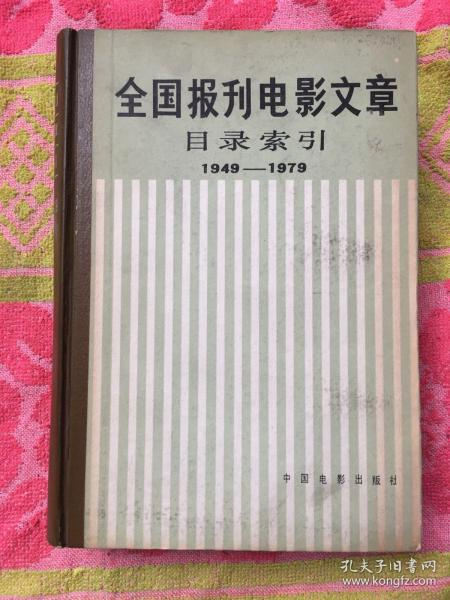 全国报刊电影文章
目录索引
1949—1979
中国电影出版社
孔夫子旧书网
www.kongfz.com